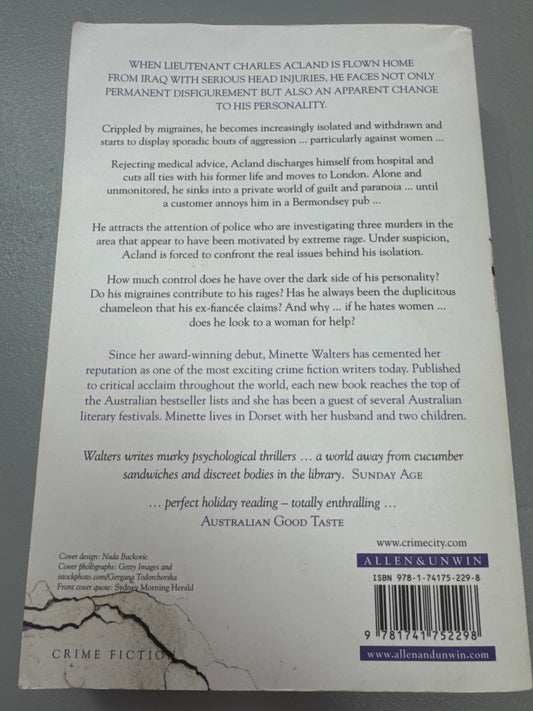 WHEN LIEUTENANT CHARLES ACLAND IS FLOWN HOME
FROM IRAQ WITH SERIOUS HEAD INJURIES, HE FACES NOT ONLY
PERMANENT DISFIGUREMENT BUT ALSO AN APPARENT CHANGE
TO HIS PERSONALITY.
Crippled by migraines, he becomes increasingly isolated and withdrawn and
starts to display sporadic bouts of aggression ... particularly against women ...
Rejecting medical advice, Acland discharges himself from hospital and
cuts all ties with his former life and moves to London. Alone and
unmonitored, he sinks into a private world of guilt and paranoia ... until
a customer annoys him in a Bermondsey pub ...
He attracts the attention of police who are investigating three murders in the
area that appear to have been motivated by extreme rage. Under suspicion,
Acland is forced to confront the real issues behind his isolation.
How much control does he have over the dark side of his personality?
Do his migraines contribute to his rages? Has he always been the duplicitous
chameleon that his ex-fiancée claims? And why ... if he hates women ...
does he look to a woman for help?
Since her award-winning debut, Minette Walters has cemented her
reputation as one of the most exciting crime fiction writers today. Published
to critical acclaim throughout the world, each new book reaches the top of
the Australian bestseller lists and she has been a guest of several Australian
literary festivals. Minette lives in Dorset with her husband and two children.
Walters writes murky psychological thrillers ... a world away from cucumber
sandwiches and discreet bodies in the library. SUNDAY AGE
... perfect holiday reading – totally enthralling ...
AUSTRALIAN GOOD TASTE
www.crimecity.com
ALLEN & UNWIN
ISBN 978-1-74175-229-8
9 781741 752298
www.allenandunwin.com
Cover design: Nada Backovic
Cover photographs: Getty Images and
istockphoto.com/Gergana Todorchorska
Front cover quote: Sydney Morning Herald
CRIME FICTION